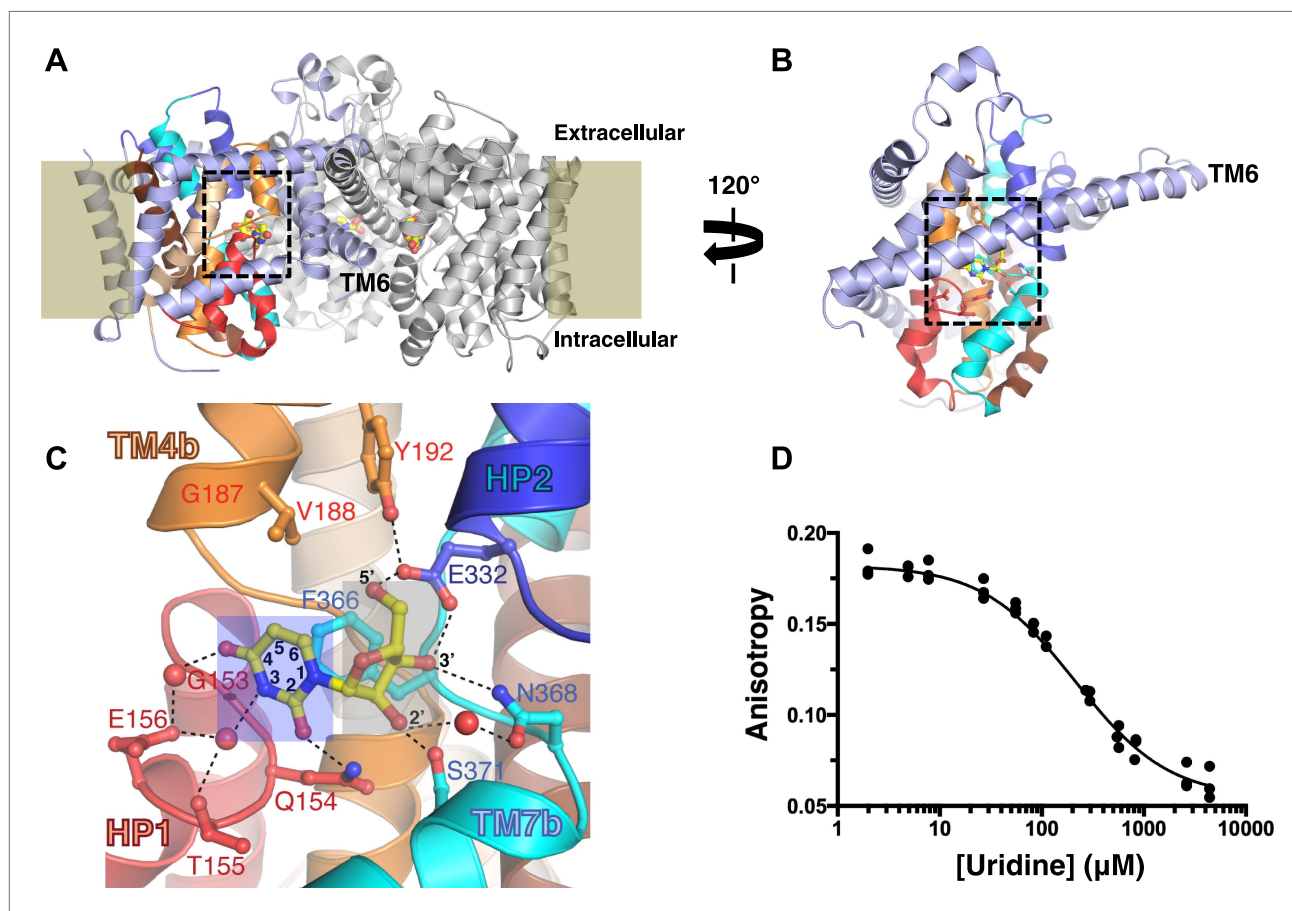 A
B
Extracellular
TM6
120°
TM6
Intracellular
C
TM4b
Y192
D
G187
HP2
V188
5’
E332
F366
5
4
6
1
3
2
3’
G153
N368
2’
E156
S371
Q154
HP1
TM7b
T155
0.20
0.15
Anisotropy
0.10
0.05
1
10
100
1000
10000
[Uridine] (µM)